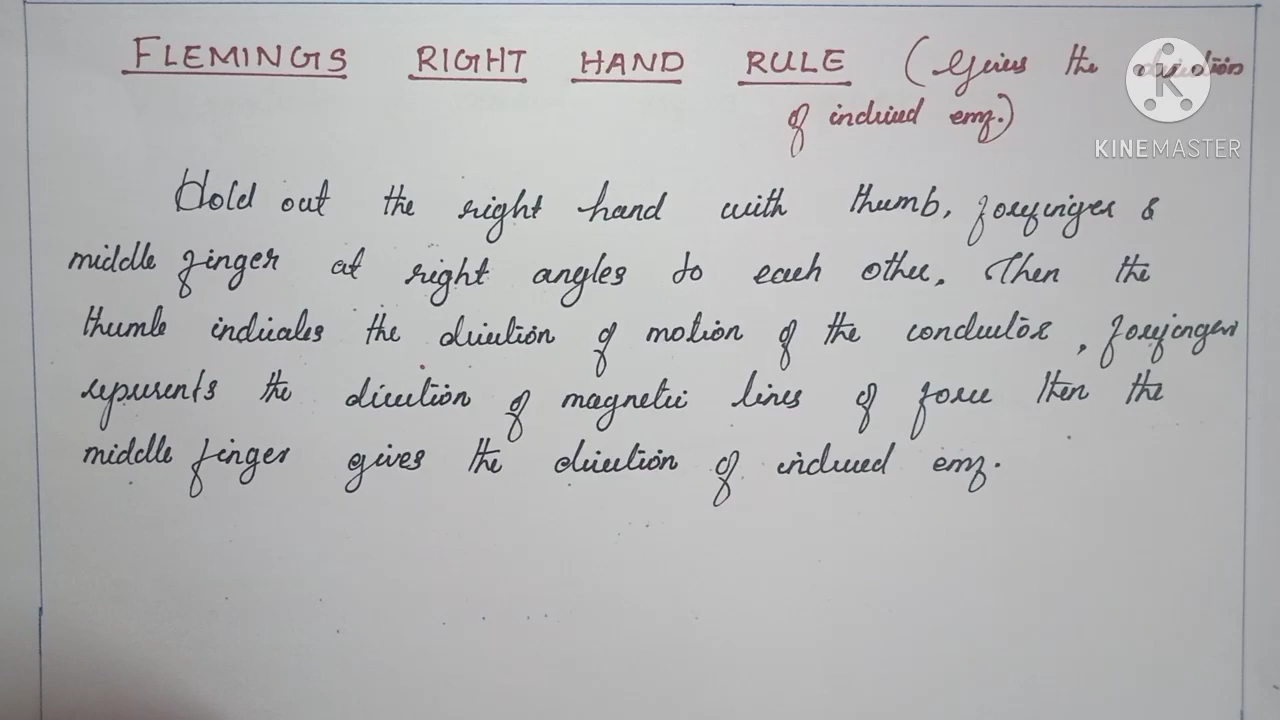 FLEMINGS RIGHT HAND RULE (Gives the direction
of induced emf.)
KINEMASTER
Hold out the right hand with thumb, forefinger &
middle finger at right angles to each other. Then the
thumb indicates the direction of motion of the conductor, forefinger
represents the direction of magnetic lines of force then the
middle finger gives the direction of induced emf.